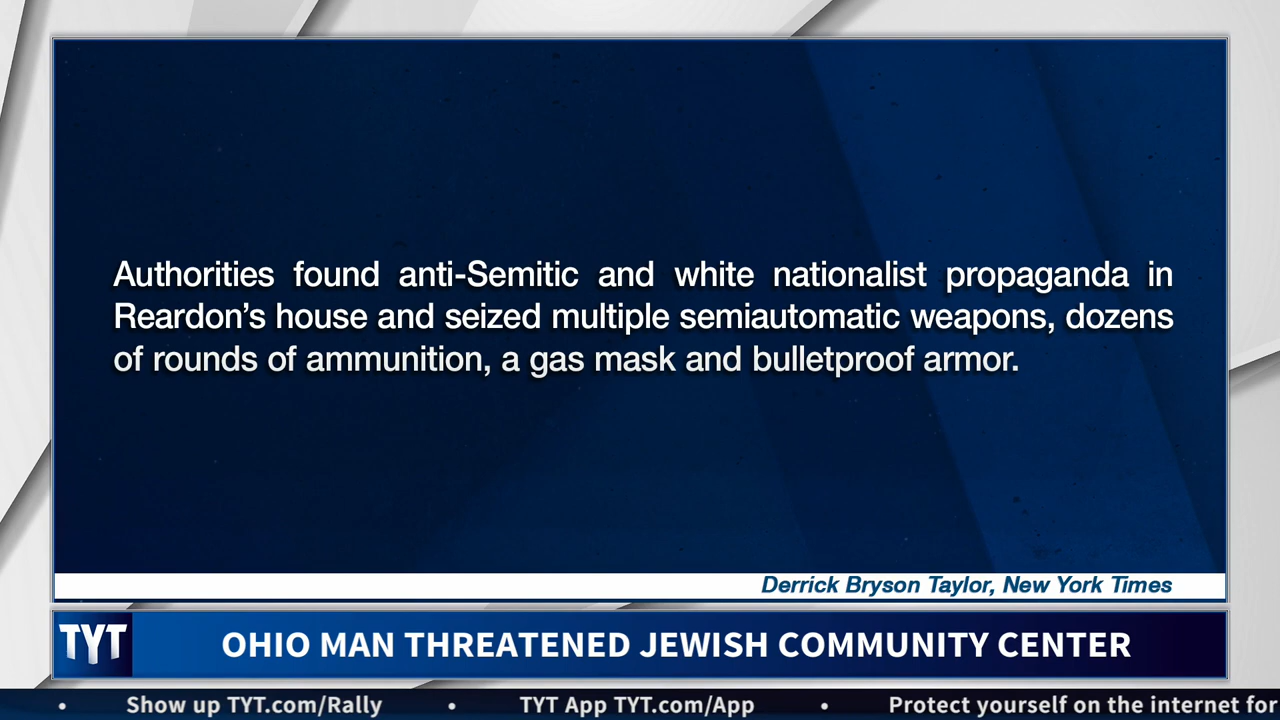 Authorities found anti-Semitic and white nationalist propaganda in
Reardon’s house and seized multiple semiautomatic weapons, dozens
of rounds of ammunition, a gas mask and bulletproof armor.
Derrick Bryson Taylor, New York Times
TYT OHIO MAN THREATENED JEWISH COMMUNITY CENTER
• Show up TYT.com/Rally • TYT App TYT.com/App • Protect yourself on the internet for